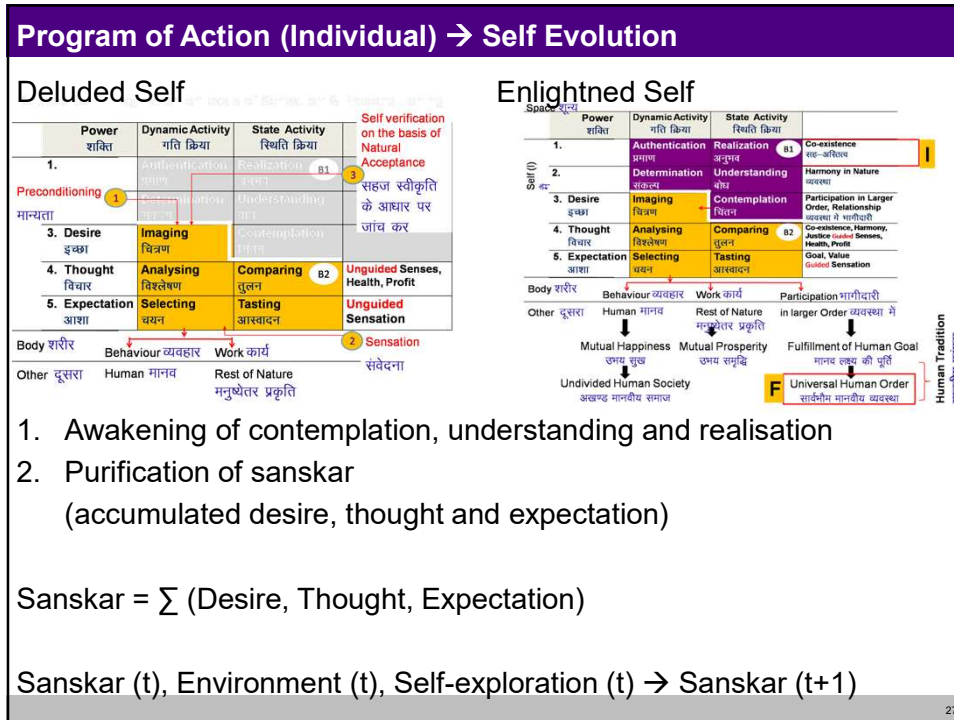 Program of Action (Individual) → Self Evolution
Deluded Self
Power Dynamic Activity State Activity
शक्ति गति क्रिया स्थिति क्रिया
1. Authentication Realization B1
प्रमाण अनुभव
Determination Understanding
3. Desire Imaging Contemplation
इच्छा चित्रण चिंतन
4. Thought Analysing Comparing B2 Unguided Senses,
विचार विश्लेषण तुलन Health, Profit
5. Expectation Selecting Tasting Unguided
आशा चयन आस्वादन Sensation
Preconditioning 1
मान्यता
Self verification
on the basis of
Natural
Acceptance
3
सहज स्वीकृति
के आधार पर
जांच कर
2 Sensation
संवेदना
Body शरीर
Behaviour व्यवहार Work कार्य
Other दूसरा Human मानव Rest of Nature
मनुष्येतर प्रकृति
Enlightned Self
Space शून्य
Power Dynamic Activity State Activity
शक्ति गति क्रिया स्थिति क्रिया
Self (I)
1. Authentication Realization B1 Co-existence I
प्रमाण अनुभव सह-अस्तित्व
2. Determination Understanding Harmony in Nature
संकल्प बोध व्यवस्था
3. Desire Imaging Contemplation Participation in Larger
Order, Relationship
इच्छा चित्रण चिंतन व्यवस्था में भागीदारी
4. Thought Analysing Comparing B2 Co-existence, Harmony,
Justice Guided Senses,
विचार विश्लेषण तुलन Health, Profit
5. Expectation Selecting Tasting Goal, Value
आशा चयन आस्वादन Guided Sensation
Body शरीर
Behaviour व्यवहार Work कार्य Participation भागीदारी
Other दूसरा Human मानव Rest of Nature in larger Order व्यवस्था में
मनुष्येतर प्रकृति
Mutual Happiness Mutual Prosperity Fulfillment of Human Goal
उभय सुख उभय समृद्धि मानव लक्ष्य की पूर्ति
Undivided Human Society F Universal Human Order
अखण्ड मानवीय समाज सार्वभौम मानवीय व्यवस्था
Human Tradition
1. Awakening of contemplation, understanding and realisation
2. Purification of sanskar
(accumulated desire, thought and expectation)
Sanskar = ∑ (Desire, Thought, Expectation)
Sanskar (t), Environment (t), Self-exploration (t) → Sanskar (t+1)
27